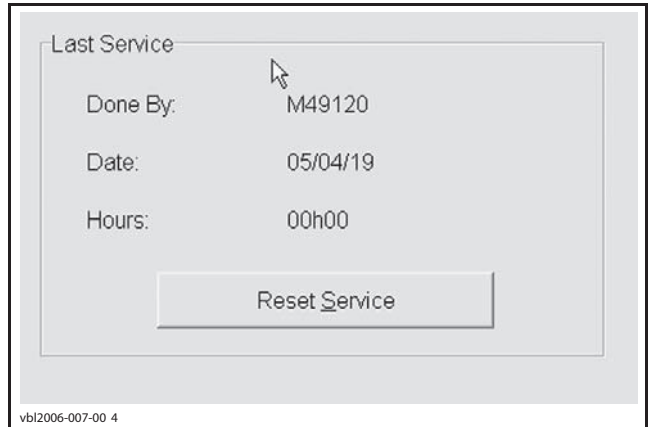 Last Service
Done By: M49120
Date: 05/04/19
Hours: 00h00
Reset Service
vbl2006-007-00 4